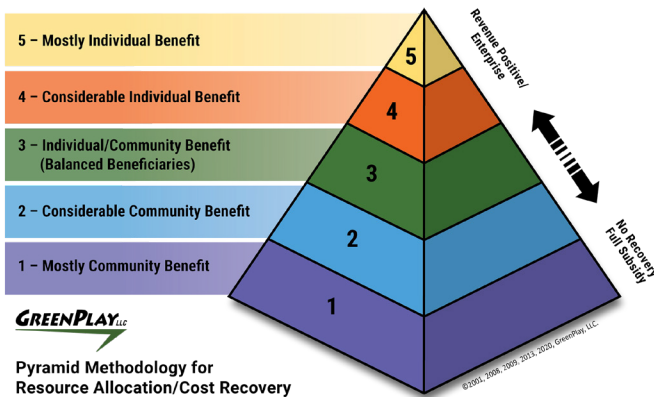 5 – Mostly Individual Benefit
4 – Considerable Individual Benefit
3 – Individual/Community Benefit
(Balanced Beneficiaries)
2 – Considerable Community Benefit
1 – Mostly Community Benefit
5
4
3
2
1
Revenue Positive/
Enterprise
No Recovery
Full Subsidy
GREENPLAY LLC
Pyramid Methodology for
Resource Allocation/Cost Recovery
©2001, 2008, 2009, 2013, 2020, GreenPlay, LLC.